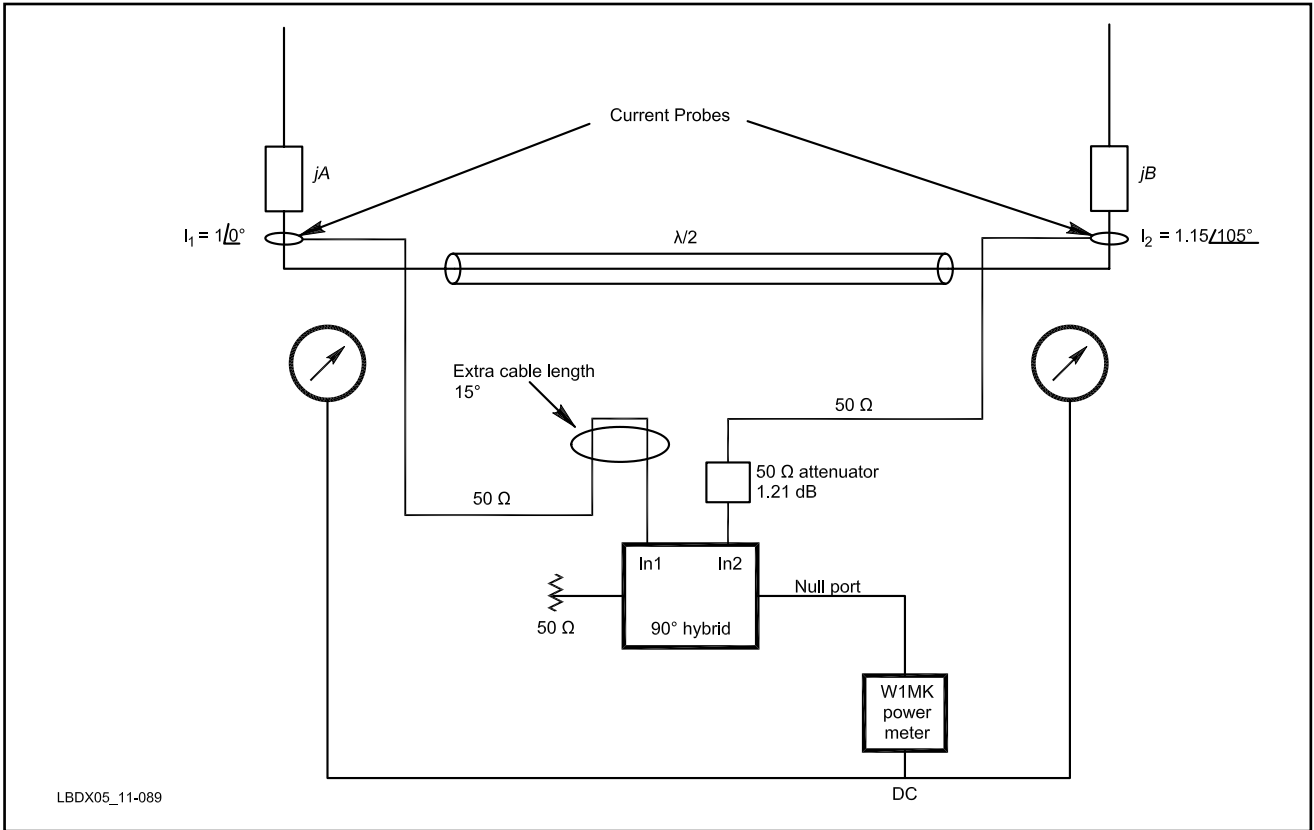 Current Probes
jA
jB
I1 = 1/0°
λ/2
I2 = 1.15/105°
Extra cable length
15°
50 Ω
50 Ω attenuator
1.21 dB
50 Ω
In1 In2
Null port
50 Ω
90° hybrid
W1MK
power
meter
DC
LBDX05_11-089